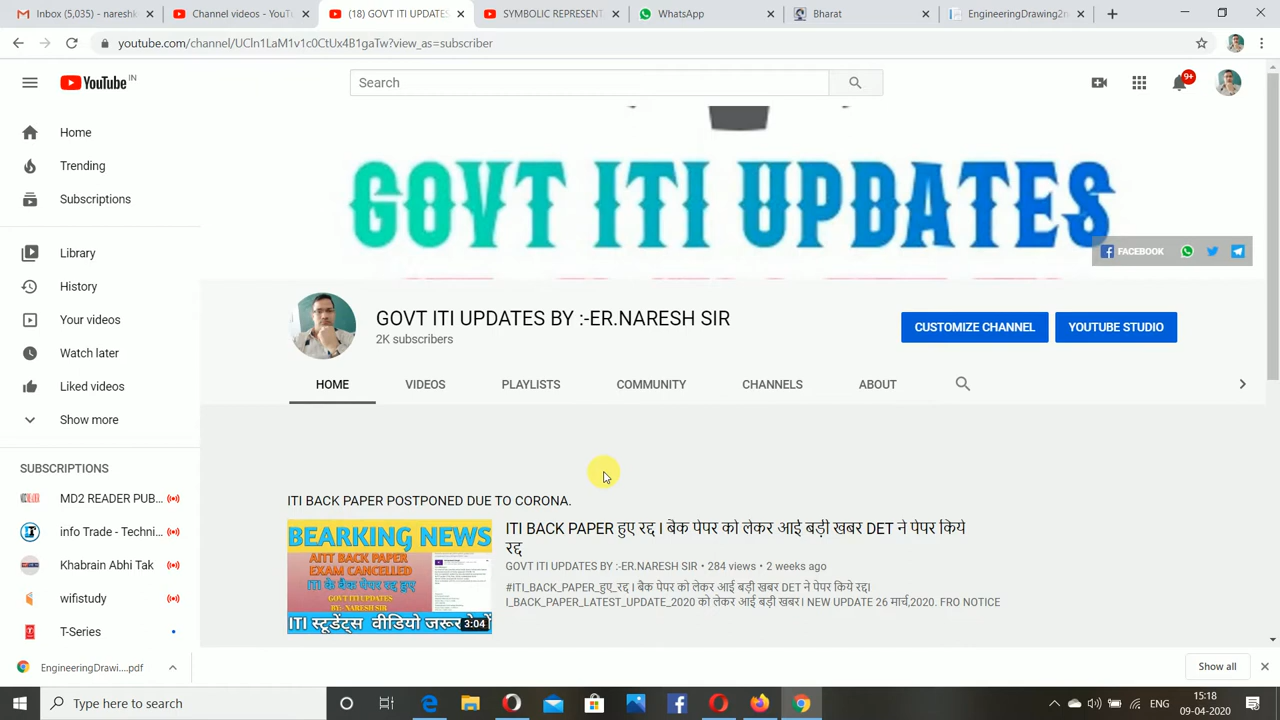 Inbox (5,035) - naresh
Channel videos - YouTu
(18) GOVT ITI UPDATES
SYMBOLIC REPRESENT
WhatsApp
Bharat
EngineeringDrawing2n
youtube.com/channel/UCln1LaM1v1c0CtUx4B1gaTw?view_as=subscriber
YouTube IN
Search
9+
Home
Trending
Subscriptions
Library
History
Your videos
Watch later
Liked videos
Show more
SUBSCRIPTIONS
MD2 READER PUB...
info Trade - Techni...
Khabrain Abhi Tak
wifistudy
T-Series
GOVT ITI UPDATES
FACEBOOK
GOVT ITI UPDATES BY :-ER.NARESH SIR
2K subscribers
CUSTOMIZE CHANNEL
YOUTUBE STUDIO
HOME VIDEOS PLAYLISTS COMMUNITY CHANNELS ABOUT
ITI BACK PAPER POSTPONED DUE TO CORONA.
BEARKING NEWS
AITT BACK PAPER
EXAM CANCELLED
ITI के बैक पेपर रद्द हुए
GOVT ITI UPDATES
BY:- NARESH SIR
ITI स्टूडेंट्स वीडियो जरूर
3:04
ITI BACK PAPER हुए रद्द I बेक पेपर को लेकर आई बड़ी खबर DET ने पेपर किये
रद्द
GOVT ITI UPDATES BY :-ER.NARESH SIR • 284 views • 2 weeks ago
#ITI_BACK_PAPER_हुए_रद्द I बेक पेपर को लेकर आई बड़ी खबर DET ने पेपर किये रद्द।
I_BACK_PAPER_LATEST_UPDATE_2020 को लेकर आई बड़ी खबर I NEW UPDATE 26 मार्च,2020. FRO NOTICE
EngineeringDrawi....pdf
Show all
Type here to search
ENG
15:18
09-04-2020